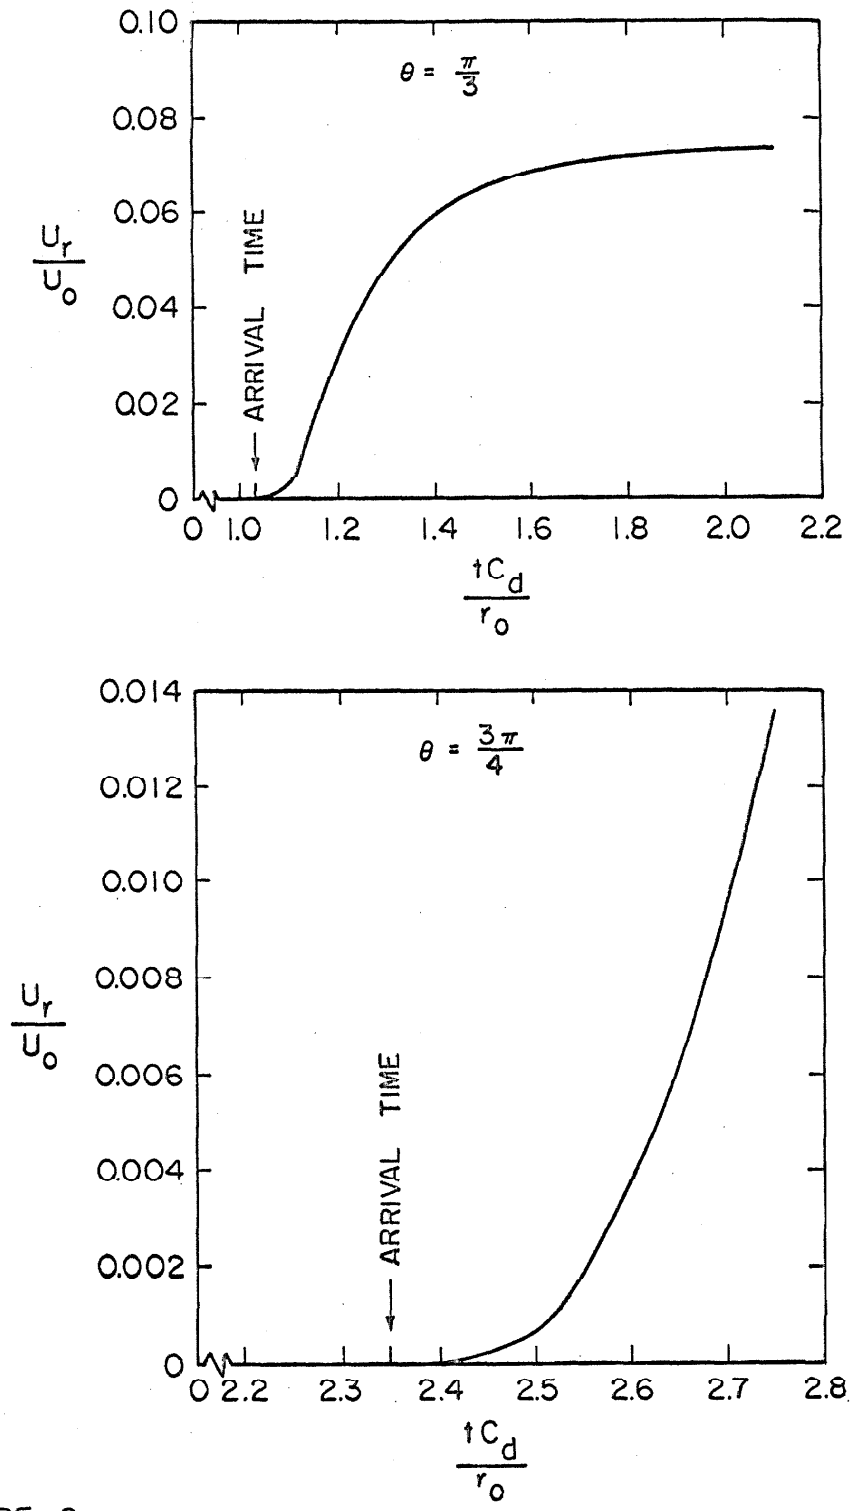 0.10
θ = π/3
0.08
0.06
U_r/U_o
ARRIVAL TIME
0.04
0.02
0
0 1.0 1.2 1.4 1.6 1.8 2.0 2.2
tC_d/r_o
0.014
θ = 3π/4
0.012
0.010
0.008
U_r/U_o
0.006
ARRIVAL TIME
0.004
0.002
0
0 2.2 2.3 2.4 2.5 2.6 2.7 2.8
tC_d/r_o